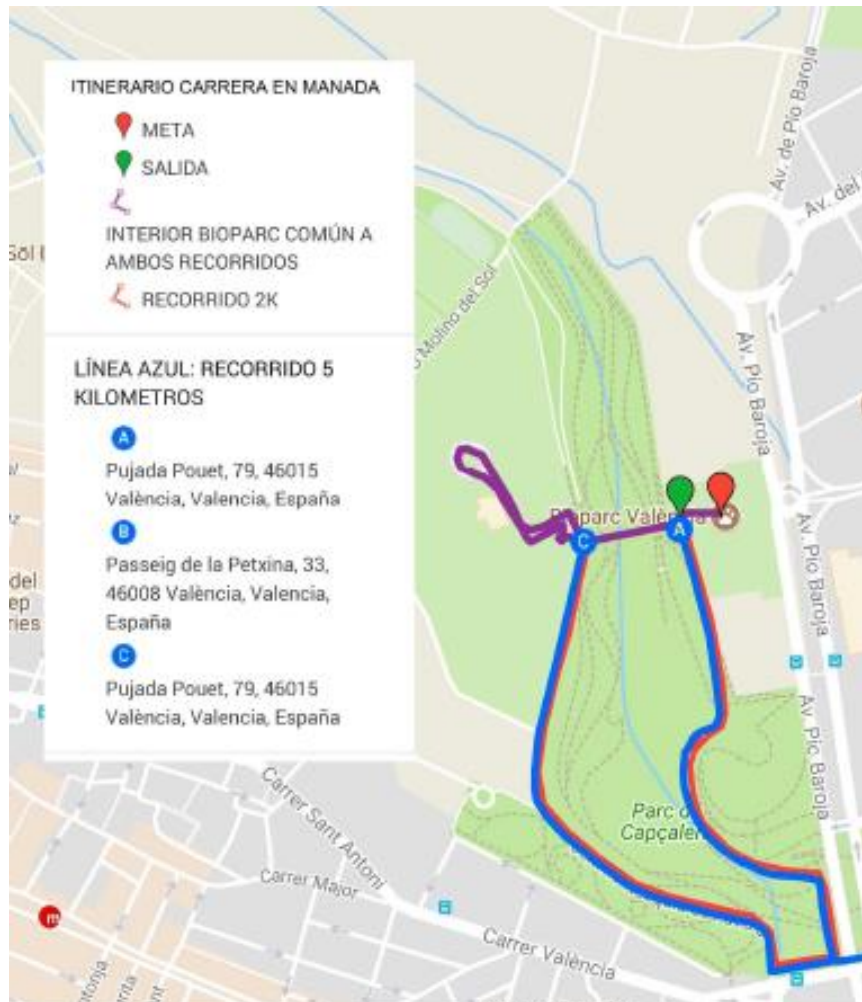 ITINERARIO CARRERA EN MANADA
META
SALIDA
INTERIOR BIOPARC COMÚN A
AMBOS RECORRIDOS
RECORRIDO 2K
LÍNEA AZUL: RECORRIDO 5
KILOMETROS
A
Pujada Pouet, 79, 46015
València, Valencia, España
B
Passeig de la Petxina, 33,
46008 València, Valencia,
España
C
Pujada Pouet, 79, 46015
València, Valencia, España
Av. de Pío Baroja
Av. del
Molino del Sol
Av. Pío Baroja
Bioparc València
C
A
Av. Pío Baroja
Av. Pío Baroja
Parc de
Capçalera
Carrer Sant Antoni
Carrer Major
Carrer València
del
ep
ries
m